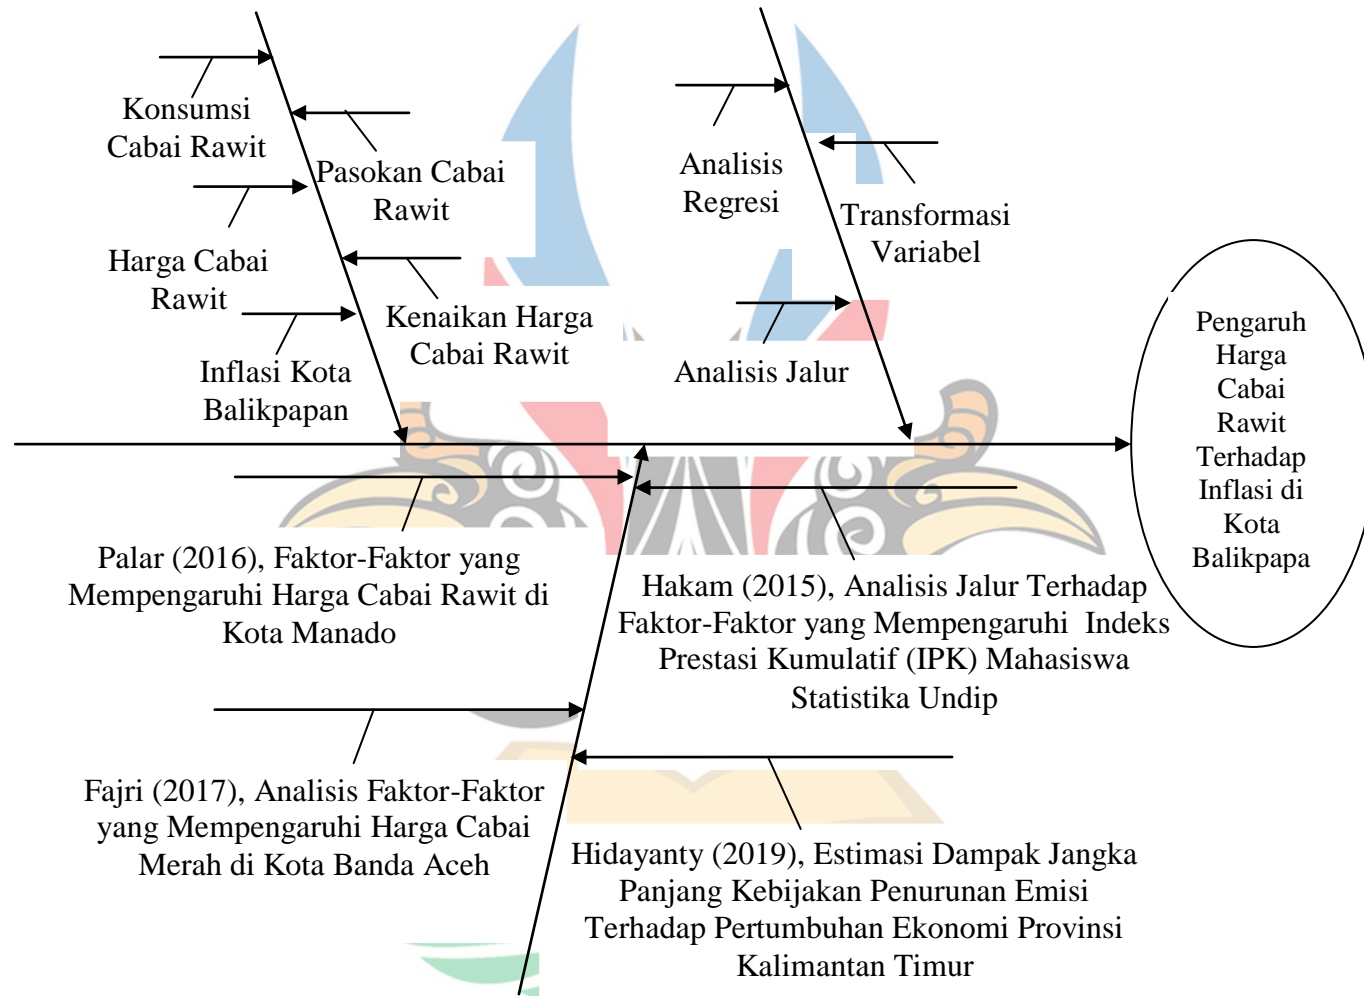 Konsumsi
Cabai Rawit
Pasokan Cabai
Rawit
Harga Cabai
Rawit
Kenaikan Harga
Cabai Rawit
Inflasi Kota
Balikpapan
Analisis
Regresi
Transformasi
Variabel
Analisis Jalur
Pengaruh
Harga
Cabai
Rawit
Terhadap
Inflasi di
Kota
Balikpapa
Palar (2016), Faktor-Faktor yang
Mempengaruhi Harga Cabai Rawit di
Kota Manado
Hakam (2015), Analisis Jalur Terhadap
Faktor-Faktor yang Mempengaruhi Indeks
Prestasi Kumulatif (IPK) Mahasiswa
Statistika Undip
Fajri (2017), Analisis Faktor-Faktor
yang Mempengaruhi Harga Cabai
Merah di Kota Banda Aceh
Hidayanty (2019), Estimasi Dampak Jangka
Panjang Kebijakan Penurunan Emisi
Terhadap Pertumbuhan Ekonomi Provinsi
Kalimantan Timur